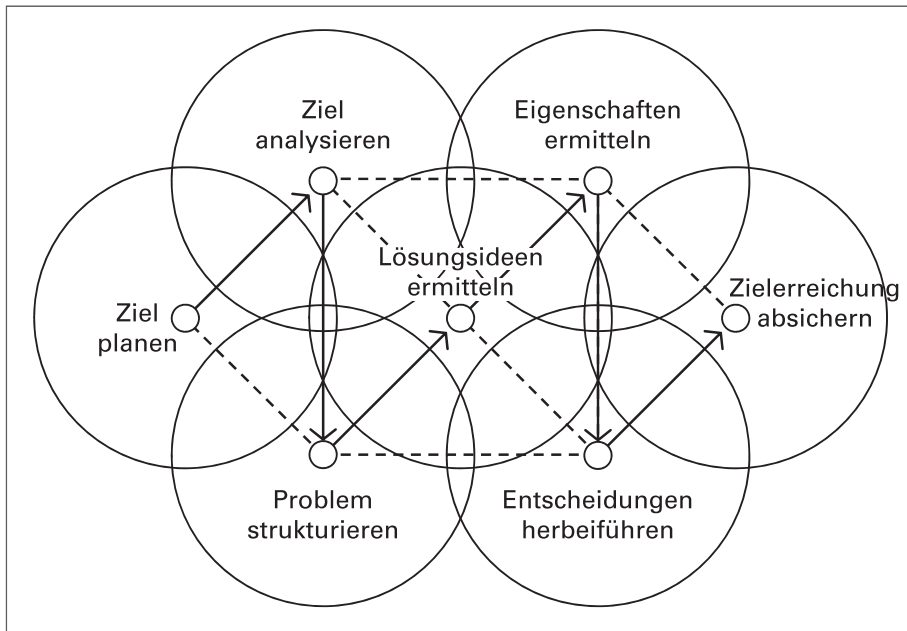 Ziel
analysieren
Eigenschaften
ermitteln
Lösungsideen
ermitteln
Ziel
planen
Zielerreichung
absichern
Problem
strukturieren
Entscheidungen
herbeiführen